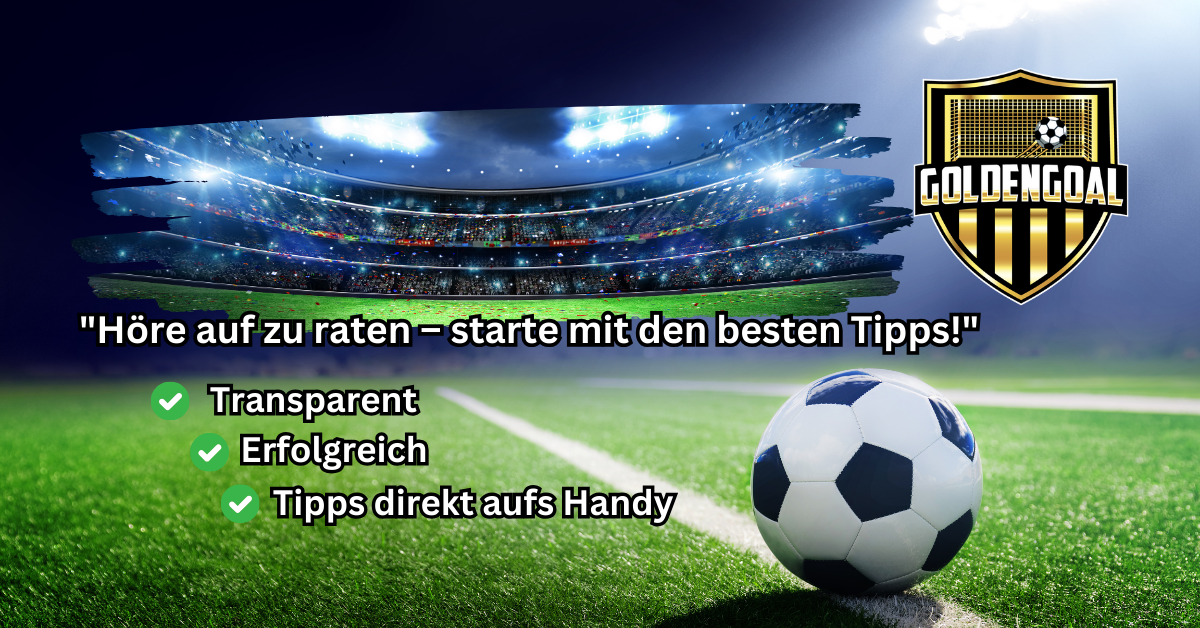 GOLDENGOAL
"Höre auf zu raten – starte mit den besten Tipps!"
Transparent
Erfolgreich
Tipps direkt aufs Handy